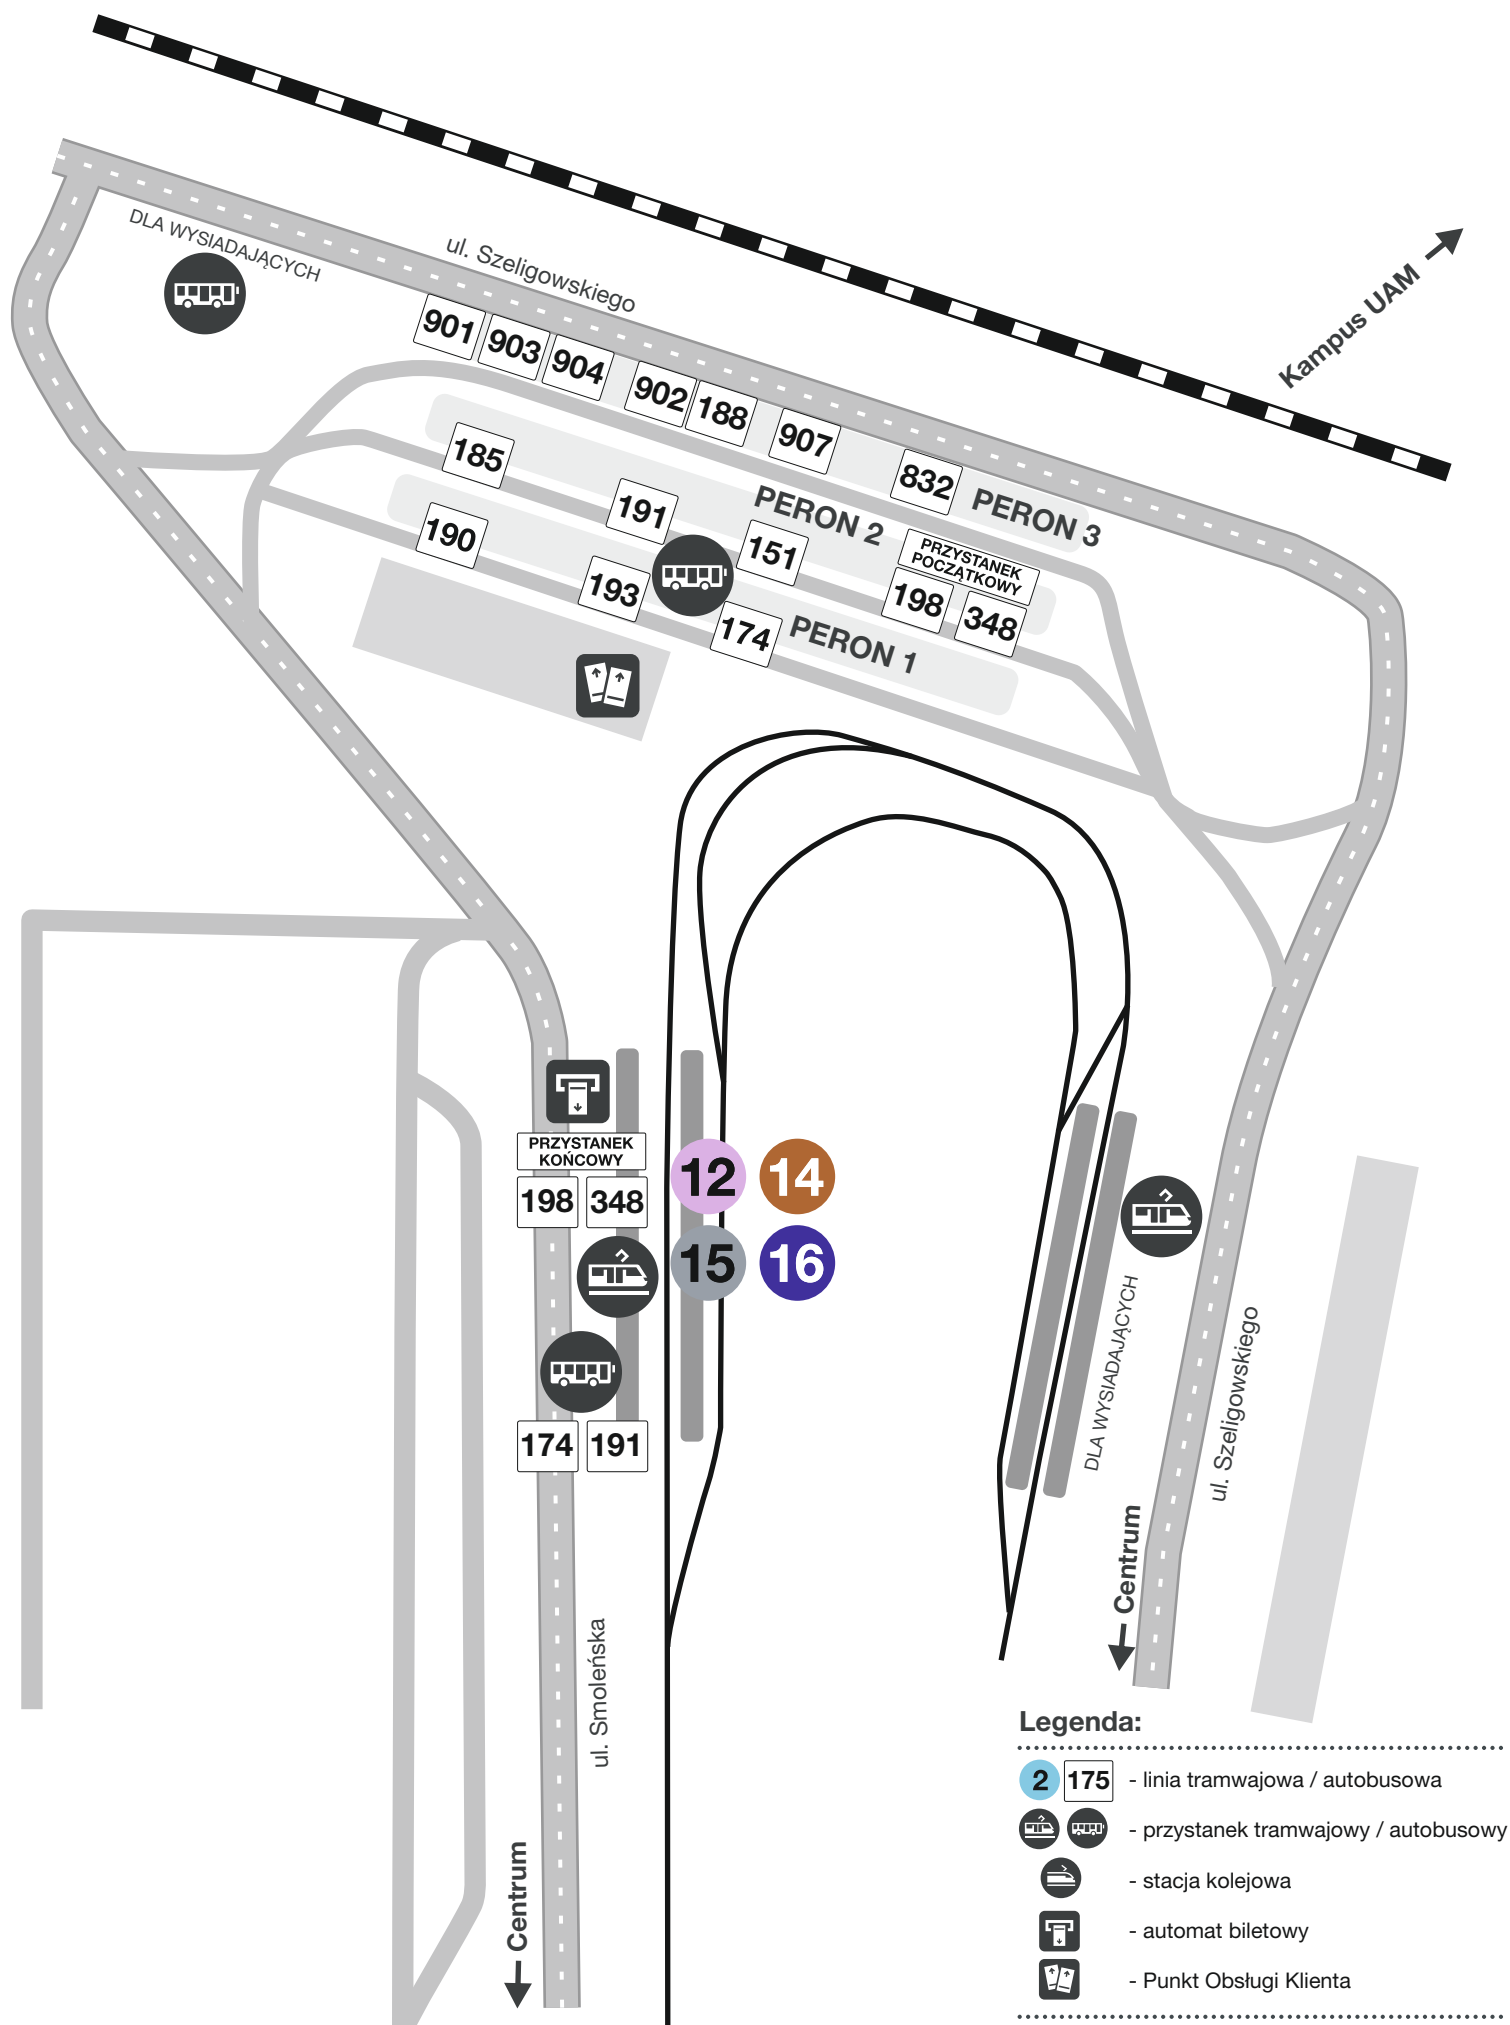 DLA WYSIADAJĄCYCH
ul. Szeligowskiego
Kampus UAM
901
903
904
902
188
907
832
PERON 3
185
191
PERON 2
151
PRZYSTANEK
POCZĄTKOWY
198
348
190
193
174
PERON 1
PRZYSTANEK
KOŃCOWY
198 348
12 14
15 16
174 191
DLA WYSIADAJĄCYCH
ul. Szeligowskiego
Centrum
ul. Smoleńska
Centrum
Legenda:
2 175 - linia tramwajowa / autobusowa
- przystanek tramwajowy / autobusowy
- stacja kolejowa
- automat biletowy
- Punkt Obsługi Klienta